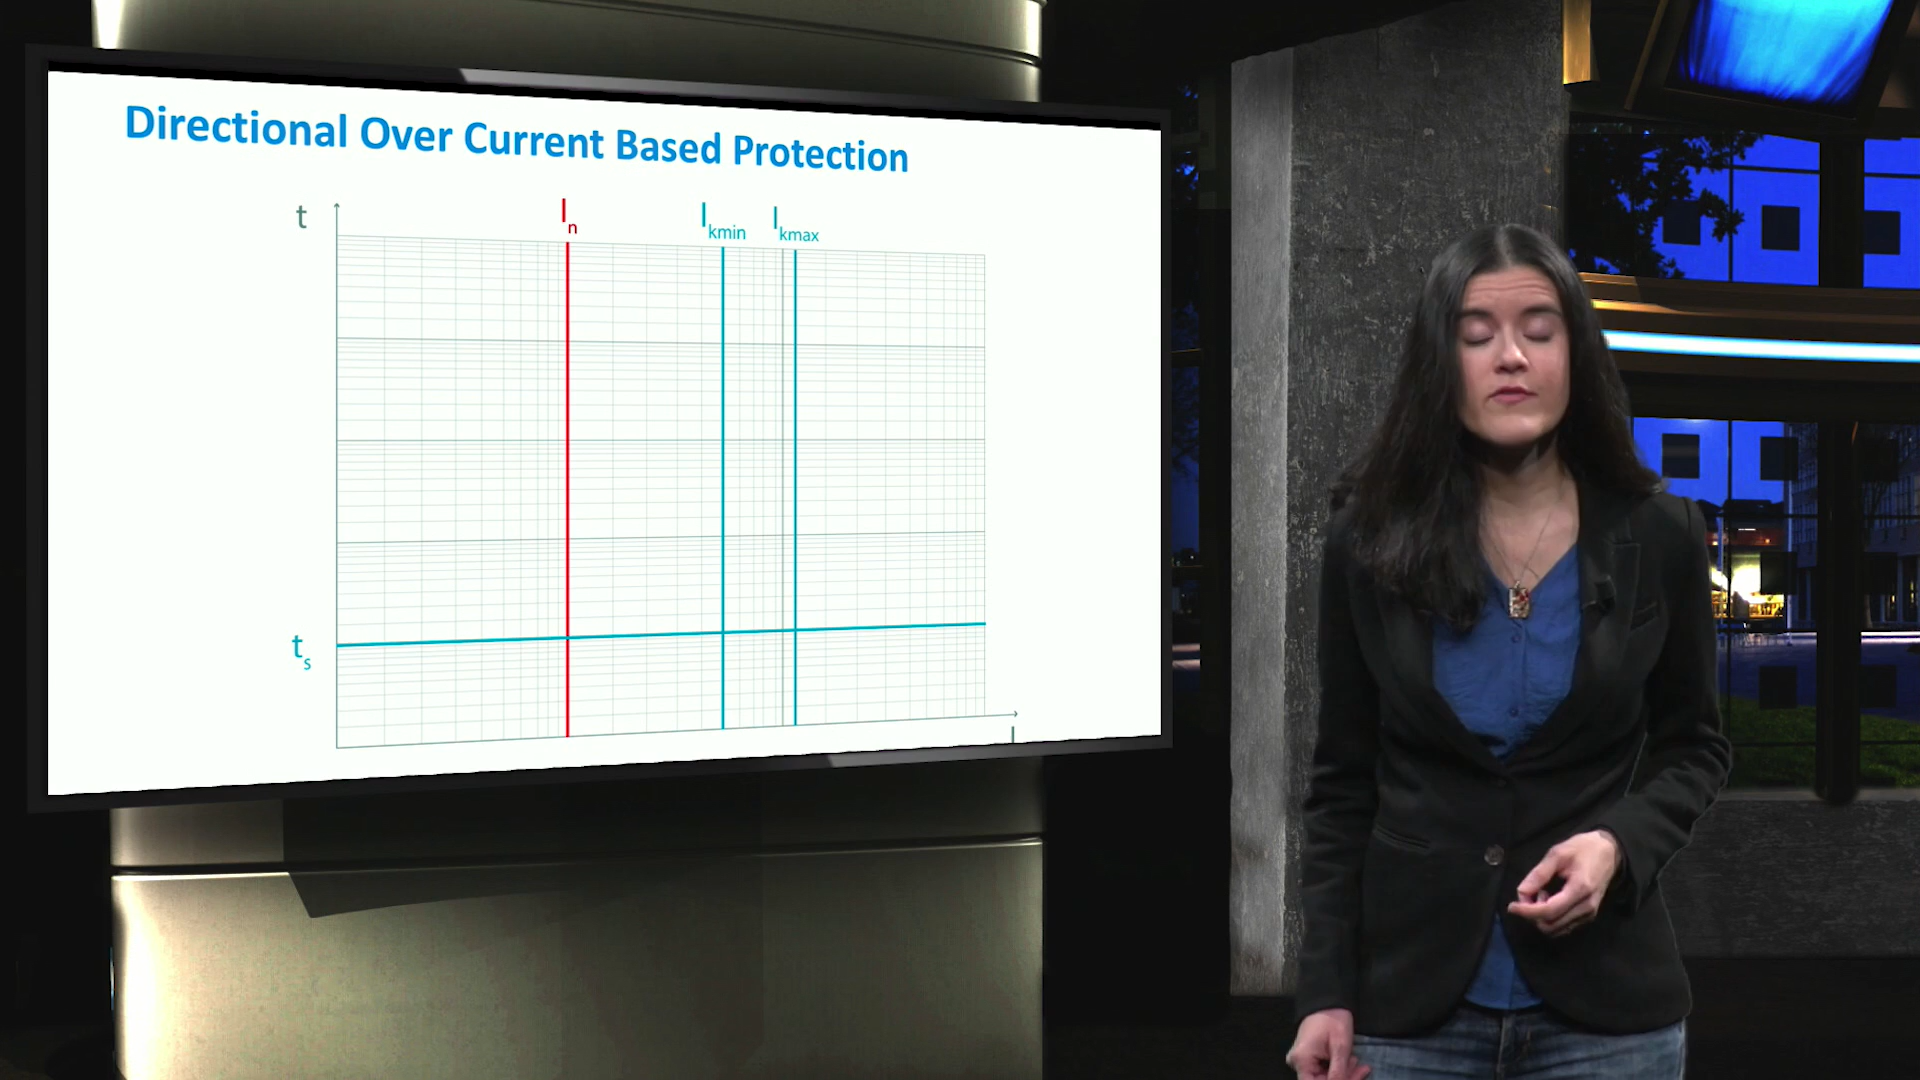 Directional Over Current Based Protection
t
In
Ikmin
Ikmax
ts
I